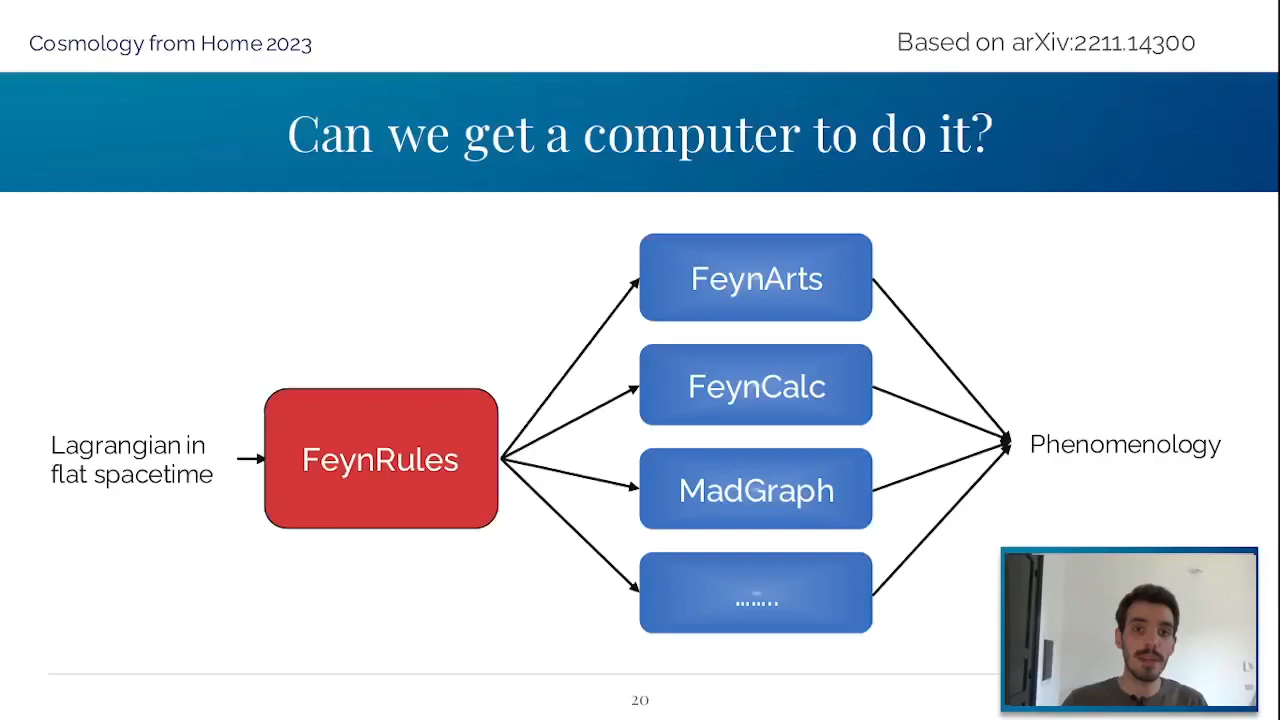 Cosmology from Home 2023
Based on arXiv:2211.14300
Can we get a computer to do it?
FeynArts
FeynCalc
Lagrangian in
flat spacetime
FeynRules
Phenomenology
MadGraph
........
20